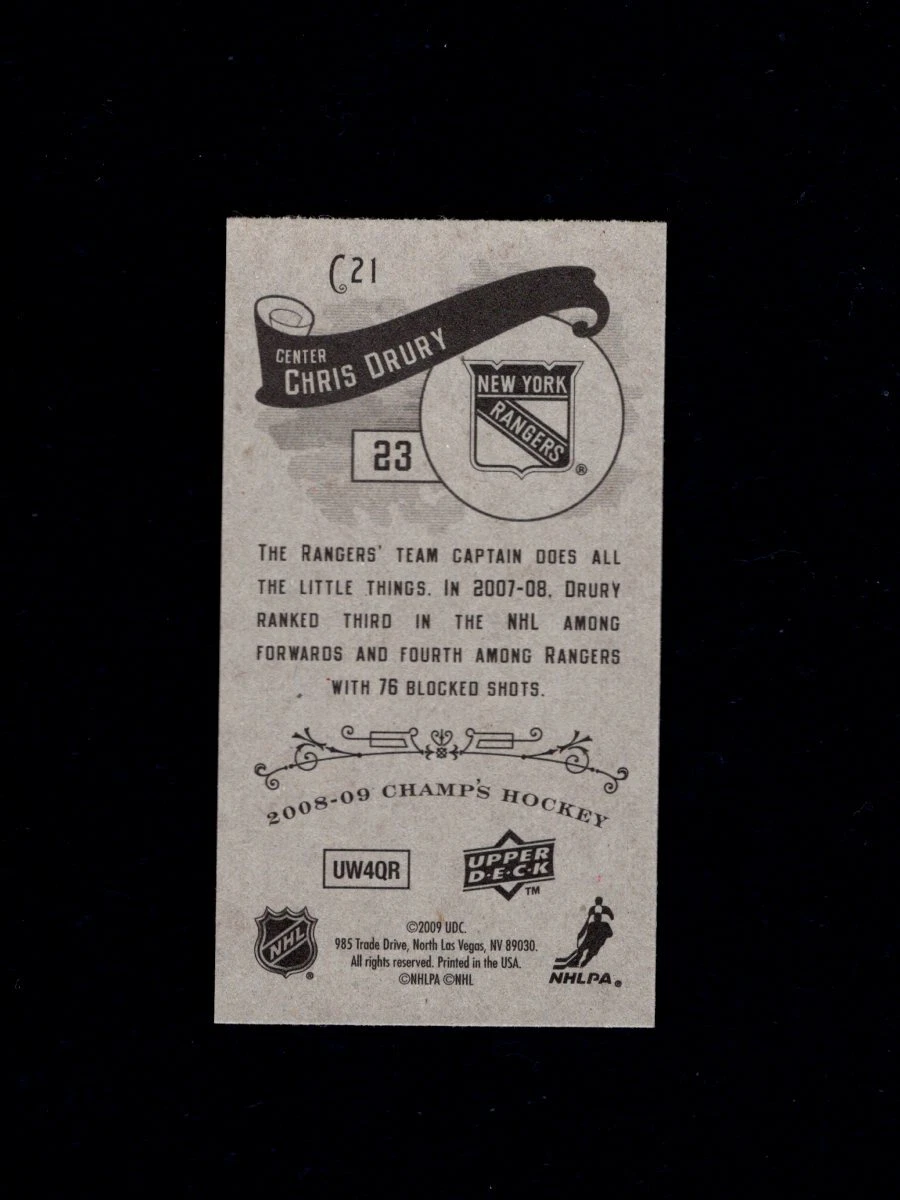 C21
CENTER
CHRIS DRURY
NEW YORK
RANGERS
®
23
THE RANGERS' TEAM CAPTAIN DOES ALL
THE LITTLE THINGS. IN 2007-08, DRURY
RANKED THIRD IN THE NHL AMONG
FORWARDS AND FOURTH AMONG RANGERS
WITH 76 BLOCKED SHOTS.
2008-09 CHAMP'S HOCKEY
UW4QR
UPPER
D·E·C·K
TM
NHL
®
©2009 UDC.
985 Trade Drive, North Las Vegas, NV 89030.
All rights reserved. Printed in the USA.
©NHLPA ©NHL
NHLPA®